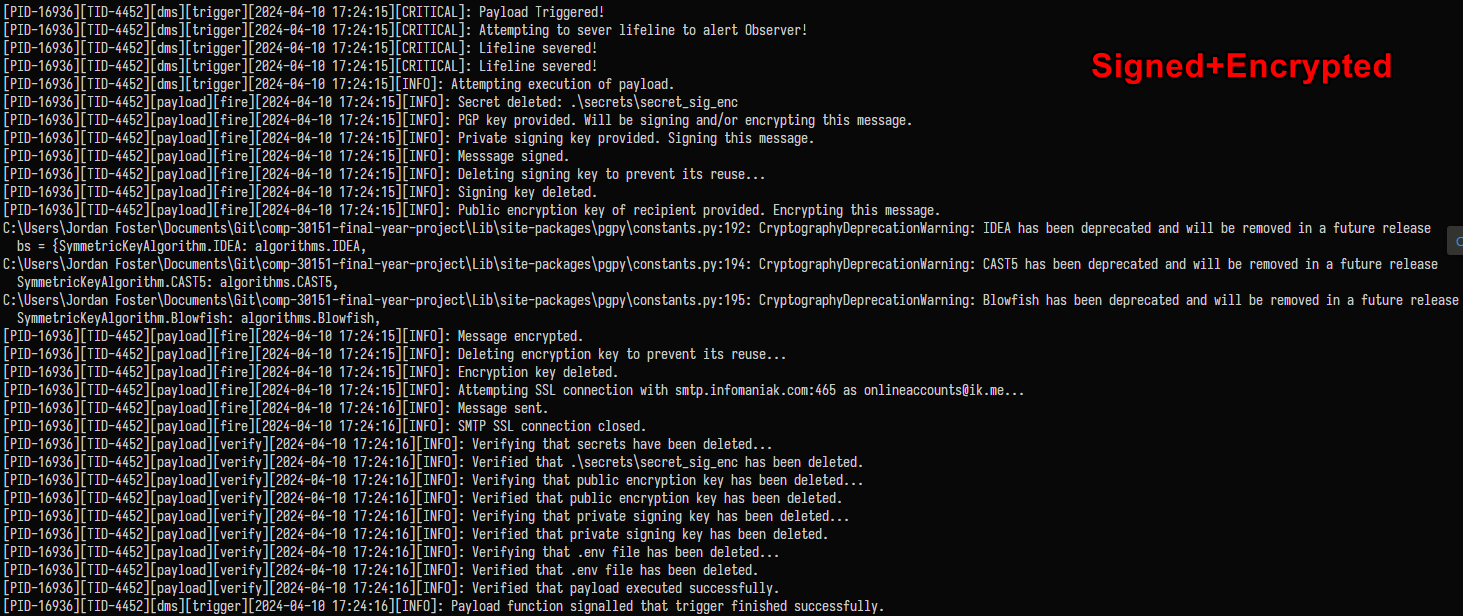 [PID-16936][TID-4452][dms][trigger][2024-04-10 17:24:15][CRITICAL]: Payload Triggered!
[PID-16936][TID-4452][dms][trigger][2024-04-10 17:24:15][CRITICAL]: Attempting to sever lifeline to alert Observer!
[PID-16936][TID-4452][dms][trigger][2024-04-10 17:24:15][CRITICAL]: Lifeline severed!
[PID-16936][TID-4452][dms][trigger][2024-04-10 17:24:15][CRITICAL]: Lifeline severed!
Signed+Encrypted
[PID-16936][TID-4452][dms][trigger][2024-04-10 17:24:15][INFO]: Attempting execution of payload.
[PID-16936][TID-4452][payload][fire][2024-04-10 17:24:15][INFO]: Secret deleted: .\secrets\secret_sig_enc
[PID-16936][TID-4452][payload][fire][2024-04-10 17:24:15][INFO]: PGP key provided. Will be signing and/or encrypting this message.
[PID-16936][TID-4452][payload][fire][2024-04-10 17:24:15][INFO]: Private signing key provided. Signing this message.
[PID-16936][TID-4452][payload][fire][2024-04-10 17:24:15][INFO]: Messsage signed.
[PID-16936][TID-4452][payload][fire][2024-04-10 17:24:15][INFO]: Deleting signing key to prevent its reuse...
[PID-16936][TID-4452][payload][fire][2024-04-10 17:24:15][INFO]: Signing key deleted.
[PID-16936][TID-4452][payload][fire][2024-04-10 17:24:15][INFO]: Public encryption key of recipient provided. Encrypting this message.
C:\Users\Jordan Foster\Documents\Git\comp-30151-final-year-project\Lib\site-packages\pgpy\constants.py:192: CryptographyDeprecationWarning: IDEA has been deprecated and will be removed in a future release
bs = {SymmetricKeyAlgorithm.IDEA: algorithms.IDEA,
C:\Users\Jordan Foster\Documents\Git\comp-30151-final-year-project\Lib\site-packages\pgpy\constants.py:194: CryptographyDeprecationWarning: CAST5 has been deprecated and will be removed in a future release
SymmetricKeyAlgorithm.CAST5: algorithms.CAST5,
C:\Users\Jordan Foster\Documents\Git\comp-30151-final-year-project\Lib\site-packages\pgpy\constants.py:195: CryptographyDeprecationWarning: Blowfish has been deprecated and will be removed in a future release
SymmetricKeyAlgorithm.Blowfish: algorithms.Blowfish,
[PID-16936][TID-4452][payload][fire][2024-04-10 17:24:15][INFO]: Message encrypted.
[PID-16936][TID-4452][payload][fire][2024-04-10 17:24:15][INFO]: Deleting encryption key to prevent its reuse...
[PID-16936][TID-4452][payload][fire][2024-04-10 17:24:15][INFO]: Encryption key deleted.
[PID-16936][TID-4452][payload][fire][2024-04-10 17:24:15][INFO]: Attempting SSL connection with smtp.infomaniak.com:465 as onlineaccounts@ik.me...
[PID-16936][TID-4452][payload][fire][2024-04-10 17:24:16][INFO]: Message sent.
[PID-16936][TID-4452][payload][fire][2024-04-10 17:24:16][INFO]: SMTP SSL connection closed.
[PID-16936][TID-4452][payload][verify][2024-04-10 17:24:16][INFO]: Verifying that secrets have been deleted...
[PID-16936][TID-4452][payload][verify][2024-04-10 17:24:16][INFO]: Verified that .\secrets\secret_sig_enc has been deleted.
[PID-16936][TID-4452][payload][verify][2024-04-10 17:24:16][INFO]: Verifying that public encryption key has been deleted...
[PID-16936][TID-4452][payload][verify][2024-04-10 17:24:16][INFO]: Verified that public encryption key has been deleted.
[PID-16936][TID-4452][payload][verify][2024-04-10 17:24:16][INFO]: Verifying that private signing key has been deleted...
[PID-16936][TID-4452][payload][verify][2024-04-10 17:24:16][INFO]: Verified that private signing key has been deleted.
[PID-16936][TID-4452][payload][verify][2024-04-10 17:24:16][INFO]: Verifying that .env file has been deleted...
[PID-16936][TID-4452][payload][verify][2024-04-10 17:24:16][INFO]: Verified that .env file has been deleted.
[PID-16936][TID-4452][payload][verify][2024-04-10 17:24:16][INFO]: Verified that payload executed successfully.
[PID-16936][TID-4452][dms][trigger][2024-04-10 17:24:16][INFO]: Payload function signalled that trigger finished successfully.